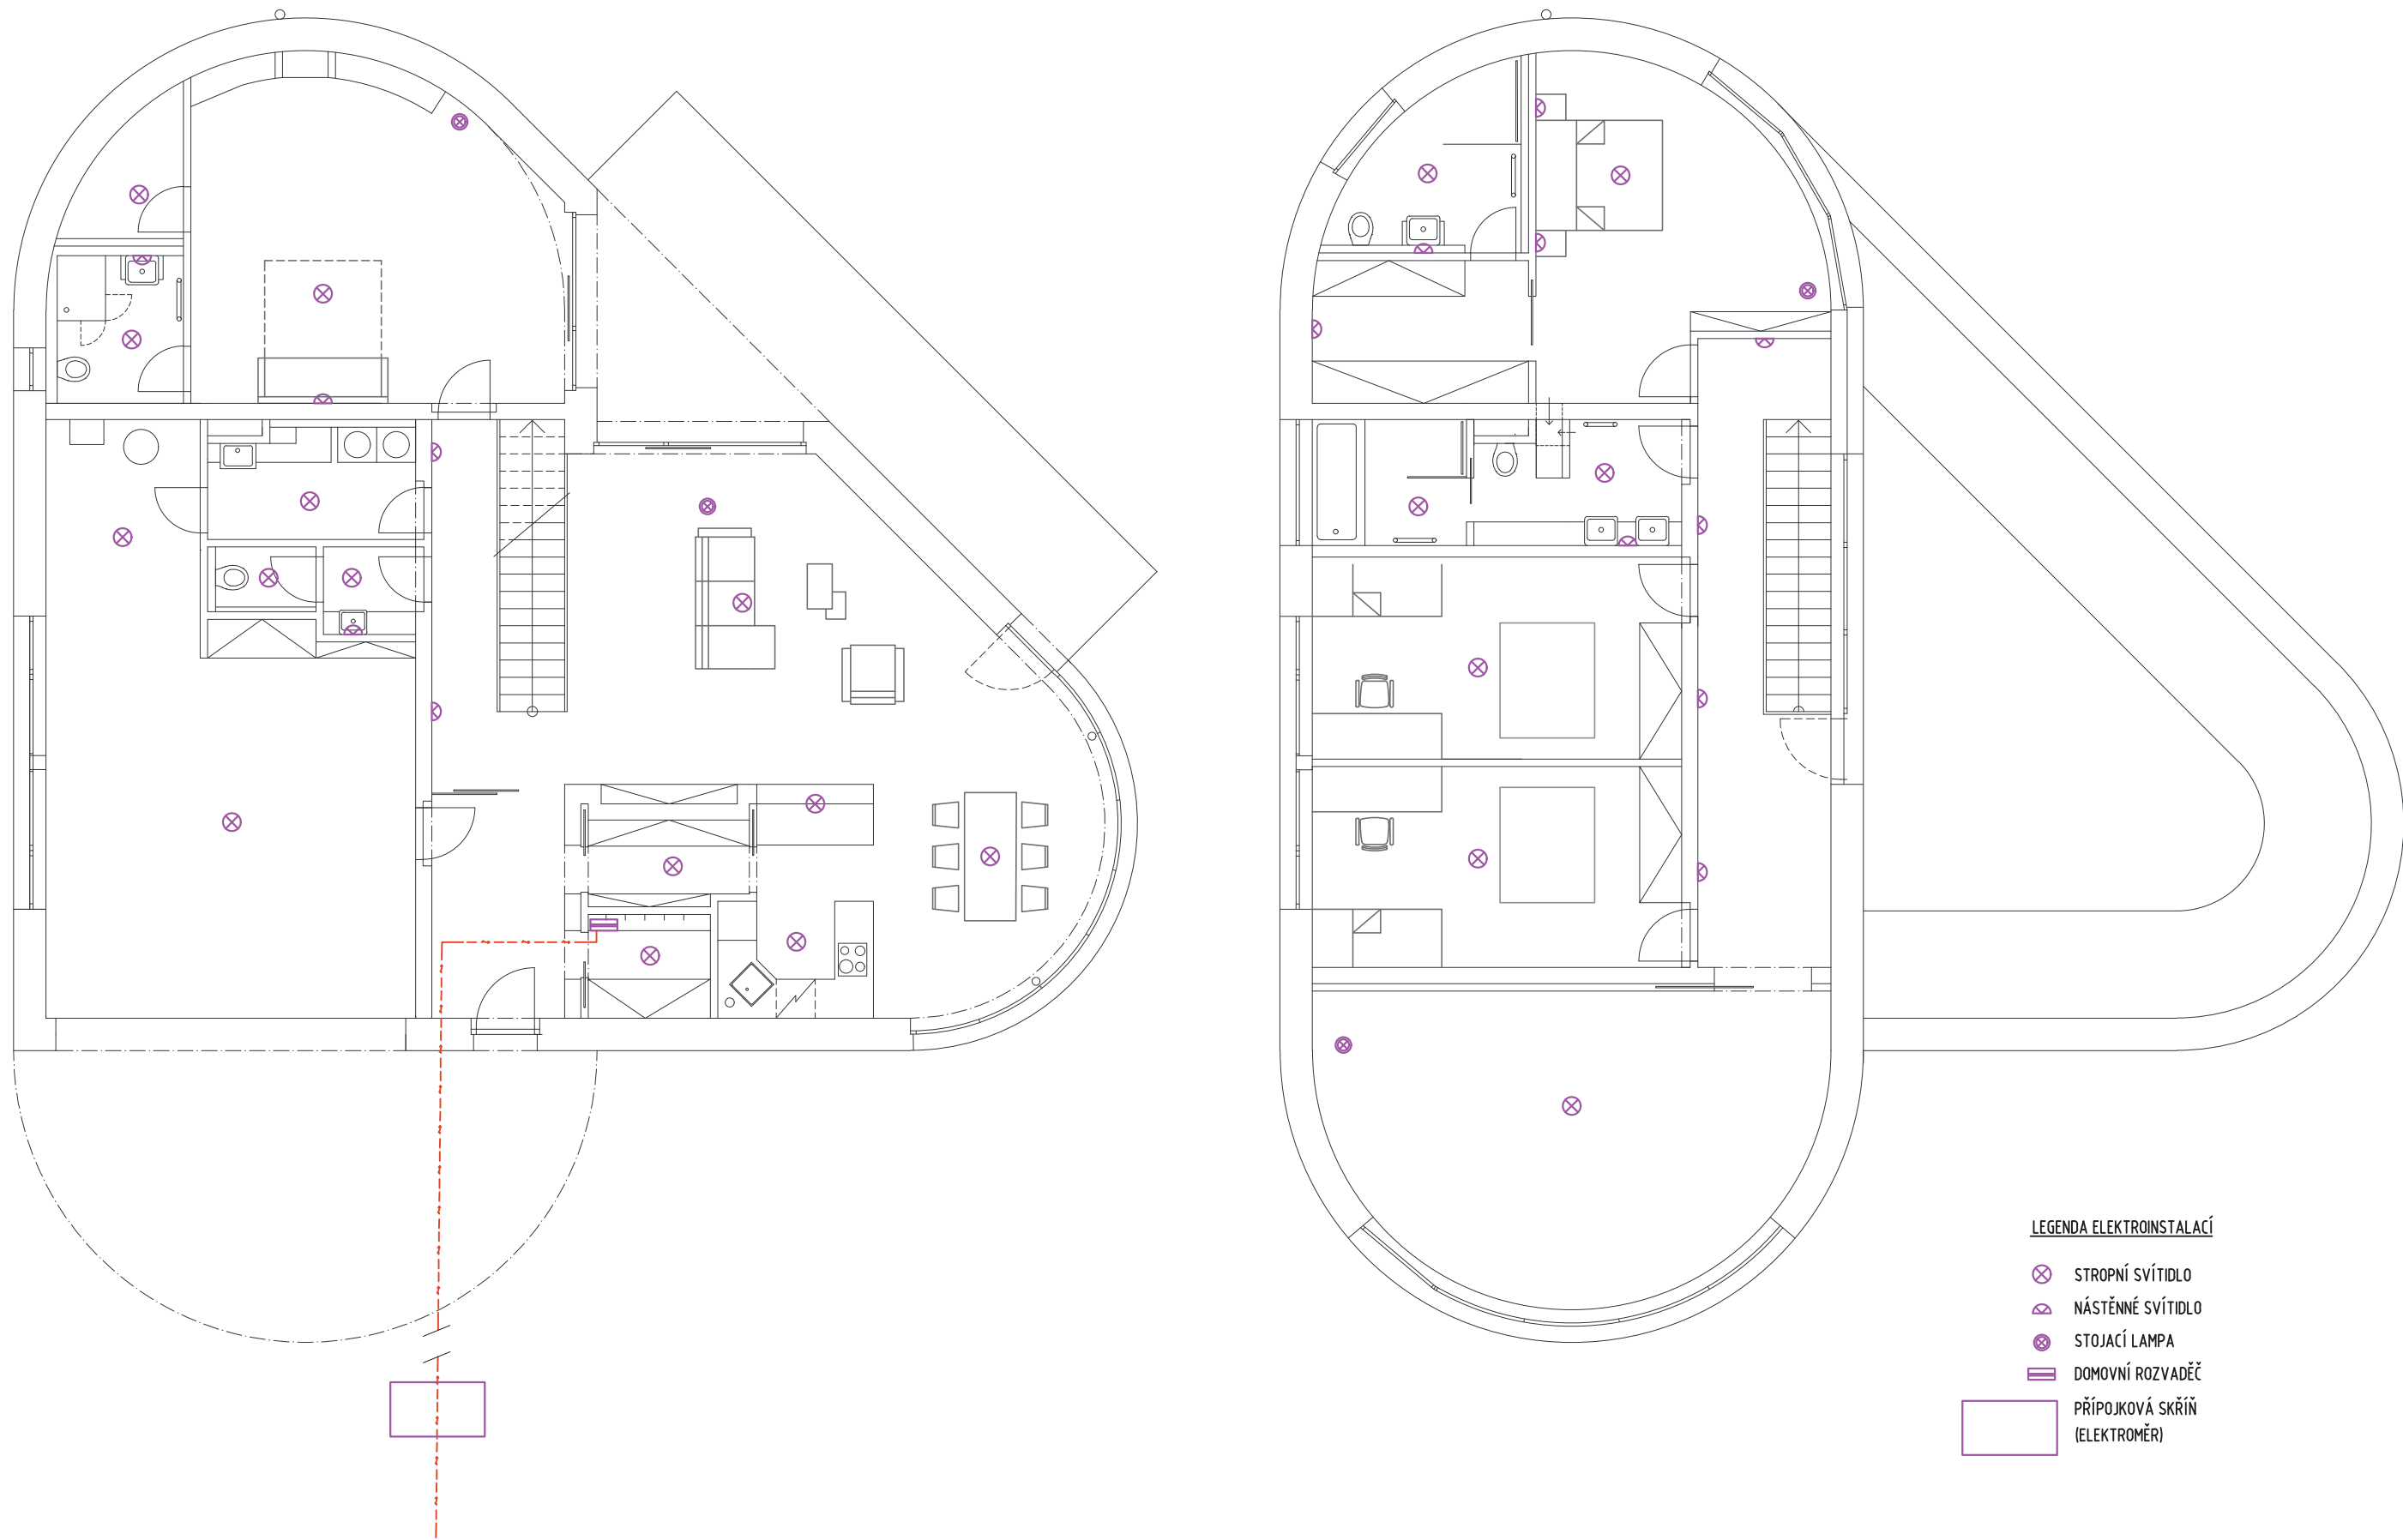 LEGENDA ELEKTROINSTALACÍ
STROPNÍ SVÍTIDLO
NÁSTĚNNÉ SVÍTIDLO
STOJACÍ LAMPA
DOMOVNÍ ROZVADĚČ
PŘÍPOJKOVÁ SKŘÍŇ
(ELEKTROMĚR)